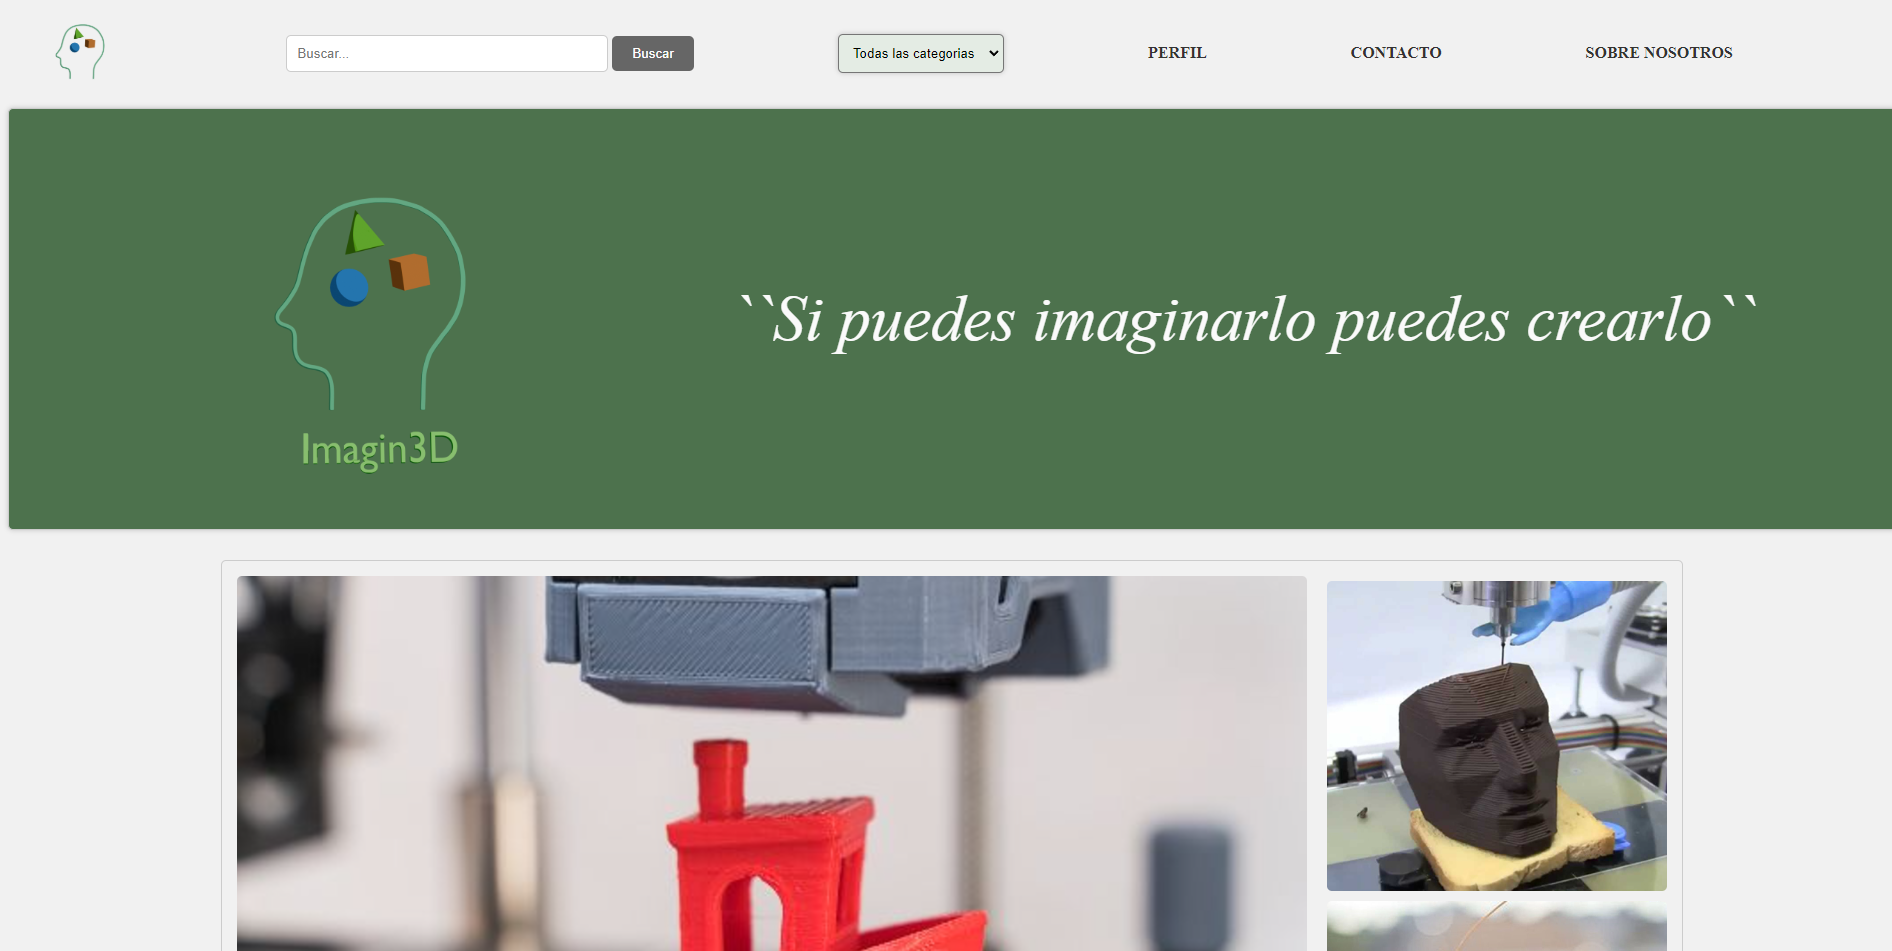 Buscar...
Buscar
Todas las categorias
PERFIL
CONTACTO
SOBRE NOSOTROS
``Si puedes imaginarlo puedes crearlo``
Imagin3D